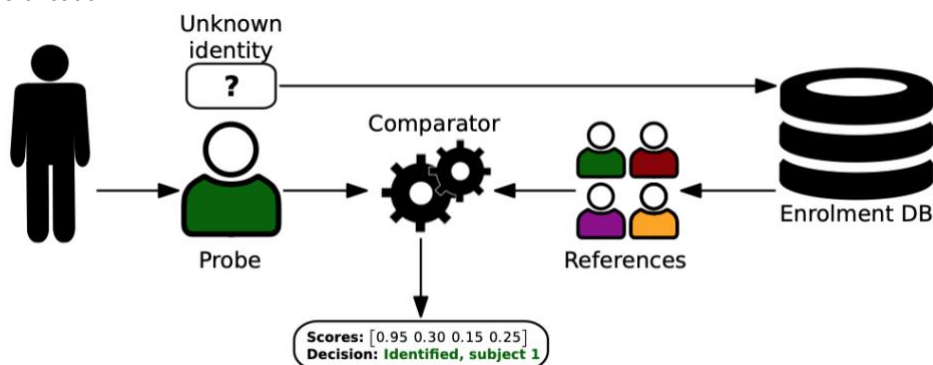 Unknown
identity
?
Comparator
Enrolment DB
Probe
References
Scores: [0.95 0.30 0.15 0.25]
Decision: Identified, subject 1